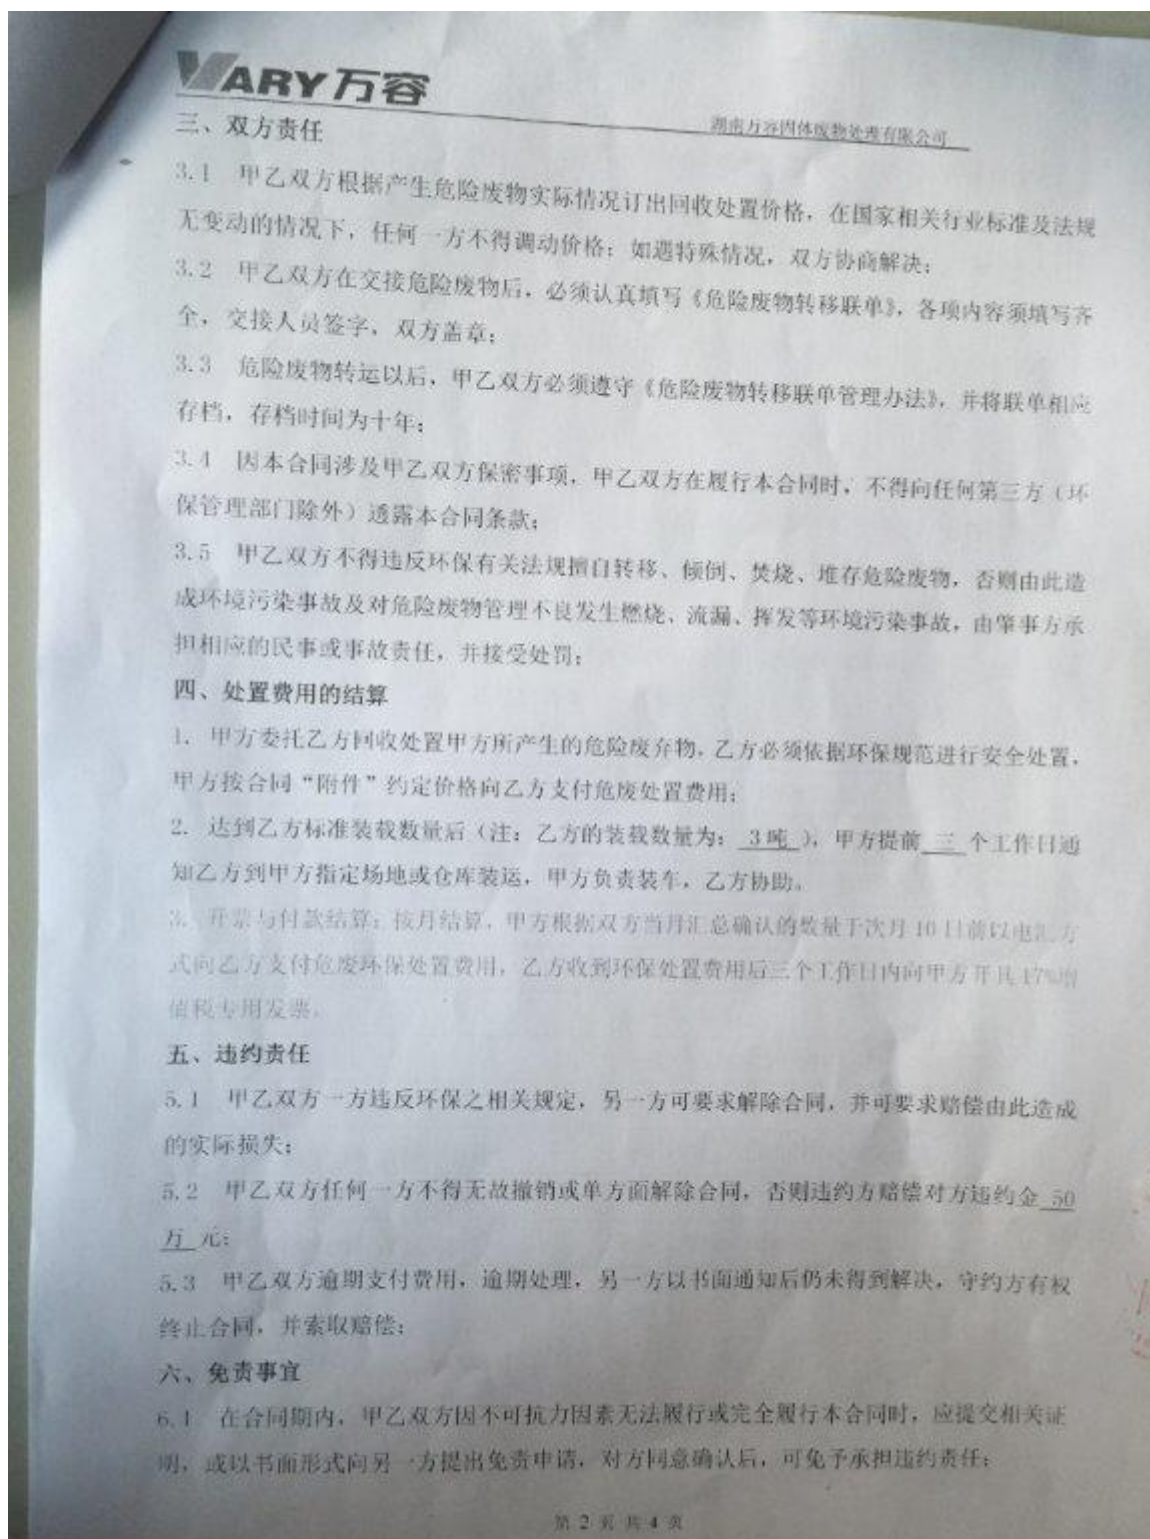 VARY万容
湖南万容固体废物处理有限公司
三、双方责任
3.1 甲乙双方根据产生危险废物实际情况订出回收处置价格，在国家相关行业标准及法规
无变动的情况下，任何一方不得调动价格；如遇特殊情况，双方协商解决；
3.2 甲乙双方在交接危险废物后，必须认真填写《危险废物转移联单》，各项内容须填写齐
全，交接人员签字、双方盖章；
3.3 危险废物转运以后，甲乙双方必须遵守《危险废物转移联单管理办法》，并将联单相应
存档，存档时间为十年；
3.4 因本合同涉及甲乙双方保密事项，甲乙双方在履行本合同时，不得向任何第三方（环
保管理部门除外）透露本合同条款；
3.5 甲乙双方不得违反环保有关法规擅自转移、倾倒、焚烧、堆存危险废物，否则由此造
成环境污染事故及对危险废物管理不良发生燃烧、流漏、挥发等环境污染事故，由肇事方承
担相应的民事或事故责任，并接受处罚；
四、处置费用的结算
1. 甲方委托乙方回收处置甲方所产生的危险废弃物，乙方必须依据环保规范进行安全处置，
甲方按合同“附件”约定价格向乙方支付危废处置费用；
2. 达到乙方标准装载数量后（注：乙方的装载数量为： 3吨 ），甲方提前 三 个工作日通
知乙方到甲方指定场地或仓库装运，甲方负责装车，乙方协助。
3. 开票与付款结算：按月结算，甲方根据双方当月汇总确认的数量于次月10日前以电汇方
式向乙方支付危废环保处置费用，乙方收到环保处置费用后三个工作日内向甲方开具17%增
值税专用发票。
五、违约责任
5.1 甲乙双方一方违反环保之相关规定，另一方可要求解除合同，并可要求赔偿由此造成
的实际损失；
5.2 甲乙双方任何一方不得无故撤销或单方面解除合同，否则违约方赔偿对方违约金 50
万 元；
5.3 甲乙双方逾期支付费用，逾期处理，另一方以书面通知后仍未得到解决，守约方有权
终止合同，并索取赔偿；
六、免责事宜
6.1 在合同期内，甲乙双方因不可抗力因素无法履行或完全履行本合同时，应提交相关证
明，或以书面形式向另一方提出免责申请，对方同意确认后，可免予承担违约责任；
第 2 页 共 4 页